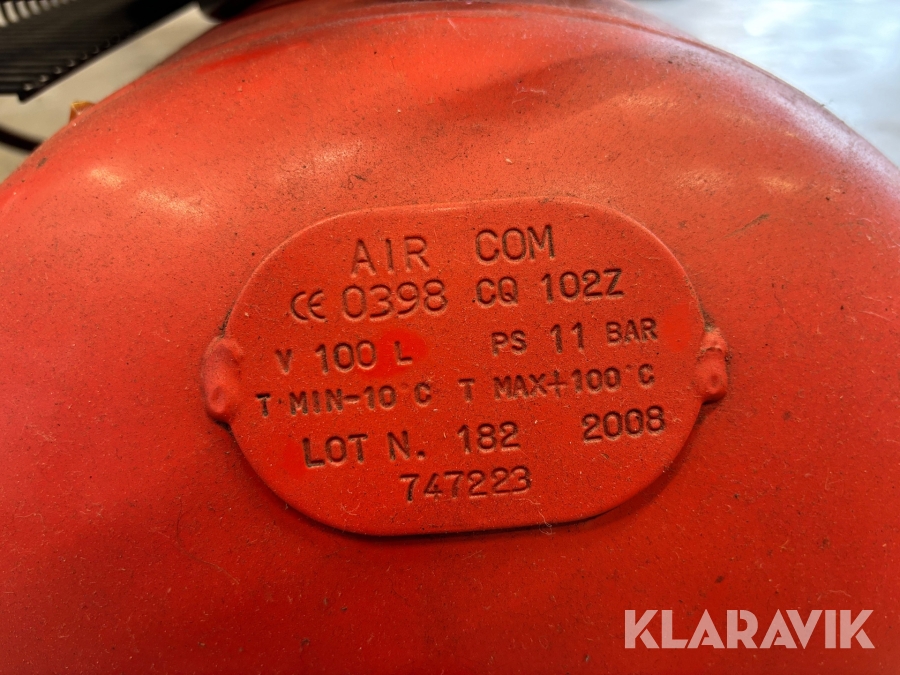 AIR COM
CE 0398 CQ 102Z
V 100 L PS 11 BAR
T MIN-10°C T MAX+100°C
LOT N. 182 2008
747223
KLARAVIK